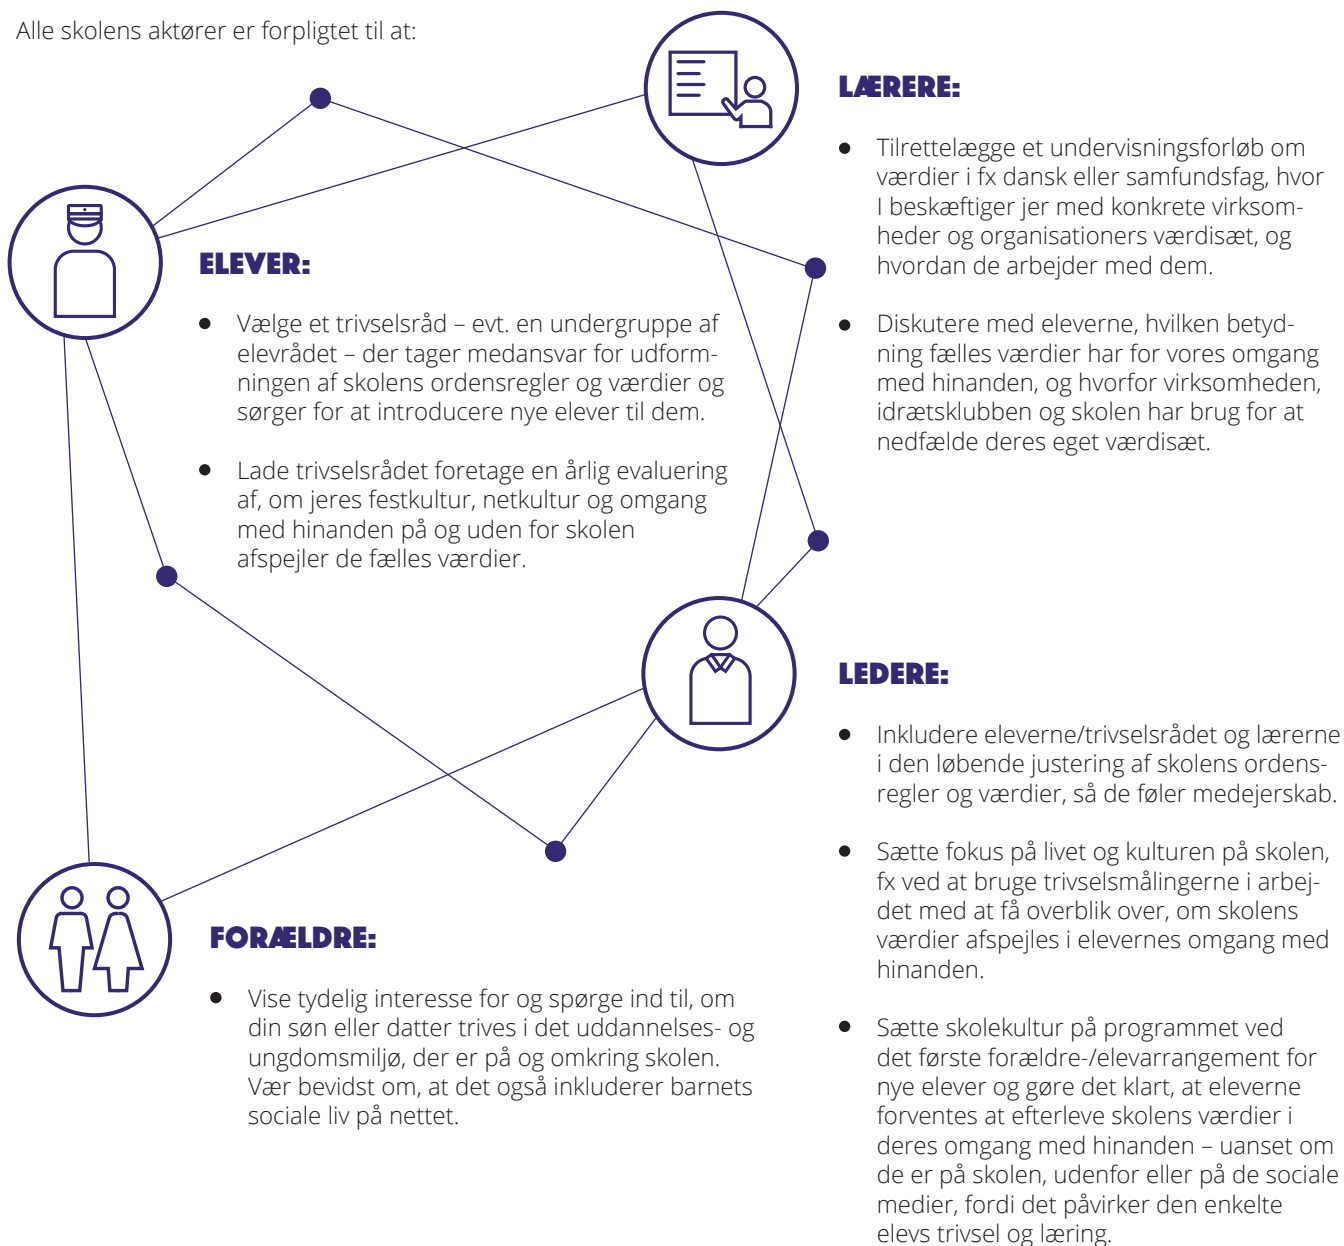 Alle skolens aktører er forpligtet til at:
LÆRERE:
Tilrettelægge et undervisningsforløb om
værdier i fx dansk eller samfundsfag, hvor
I beskæftiger jer med konkrete virksom-
heder og organisationers værdisæt, og
hvordan de arbejder med dem.
Diskutere med eleverne, hvilken betyd-
ning fælles værdier har for vores omgang
med hinanden, og hvorfor virksomheden,
idrætsklubben og skolen har brug for at
nedfælde deres eget værdisæt.
ELEVER:
Vælge et trivselsråd – evt. en undergruppe af
elevrådet – der tager medansvar for udform-
ningen af skolens ordensregler og værdier og
sørger for at introducere nye elever til dem.
Lade trivselsrådet foretage en årlig evaluering
af, om jeres festkultur, netkultur og omgang
med hinanden på og uden for skolen
afspejler de fælles værdier.
LEDERE:
Inkludere eleverne/trivselsrådet og lærerne
i den løbende justering af skolens ordens-
regler og værdier, så de føler medejerskab.
Sætte fokus på livet og kulturen på skolen,
fx ved at bruge trivselsmålingerne i arbej-
det med at få overblik over, om skolens
værdier afspejles i elevernes omgang med
hinanden.
Sætte skolekultur på programmet ved
det første forældre-/elevarrangement for
nye elever og gøre det klart, at eleverne
forventes at efterleve skolens værdier i
deres omgang med hinanden – uanset om
de er på skolen, udenfor eller på de sociale
medier, fordi det påvirker den enkelte
elevs trivsel og læring.
FORÆLDRE:
Vise tydelig interesse for og spørge ind til, om
din søn eller datter trives i det uddannelses- og
ungdomsmiljø, der er på og omkring skolen.
Vær bevidst om, at det også inkluderer barnets
sociale liv på nettet.